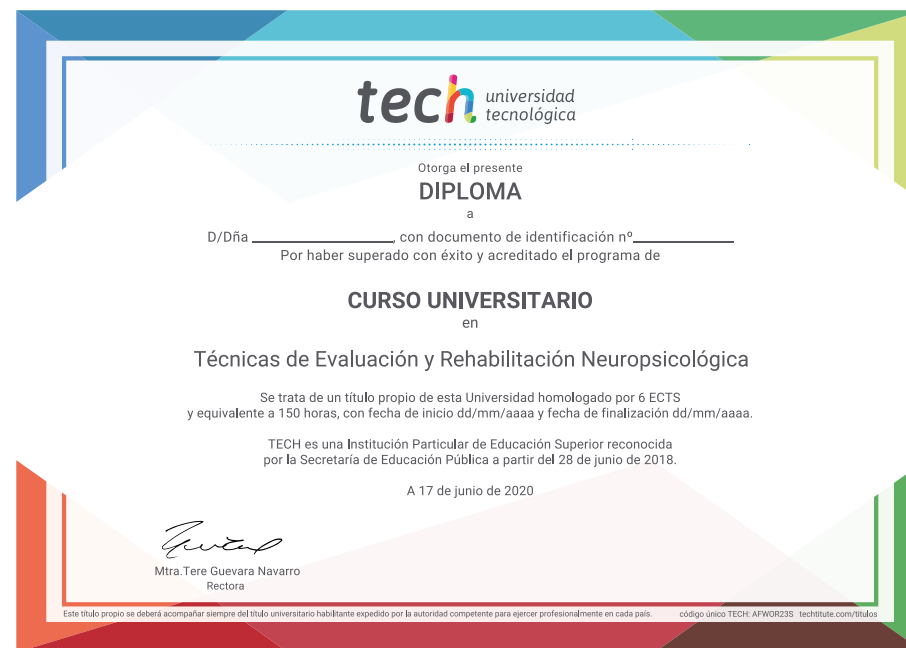 tech universidad
tecnológica
Otorga el presente
DIPLOMA
a
D/Dña ____________________, con documento de identificación nº______________
Por haber superado con éxito y acreditado el programa de
CURSO UNIVERSITARIO
en
Técnicas de Evaluación y Rehabilitación Neuropsicológica
Se trata de un título propio de esta Universidad homologado por 6 ECTS
y equivalente a 150 horas, con fecha de inicio dd/mm/aaaa y fecha de finalización dd/mm/aaaa.
TECH es una Institución Particular de Educación Superior reconocida
por la Secretaría de Educación Pública a partir del 28 de junio de 2018.
A 17 de junio de 2020
Mtra.Tere Guevara Navarro
Rectora
Este título propio se deberá acompañar siempre del título universitario habilitante expedido por la autoridad competente para ejercer profesionalmente en cada país. código único TECH: AFWOR23S techtitute.com/titulos